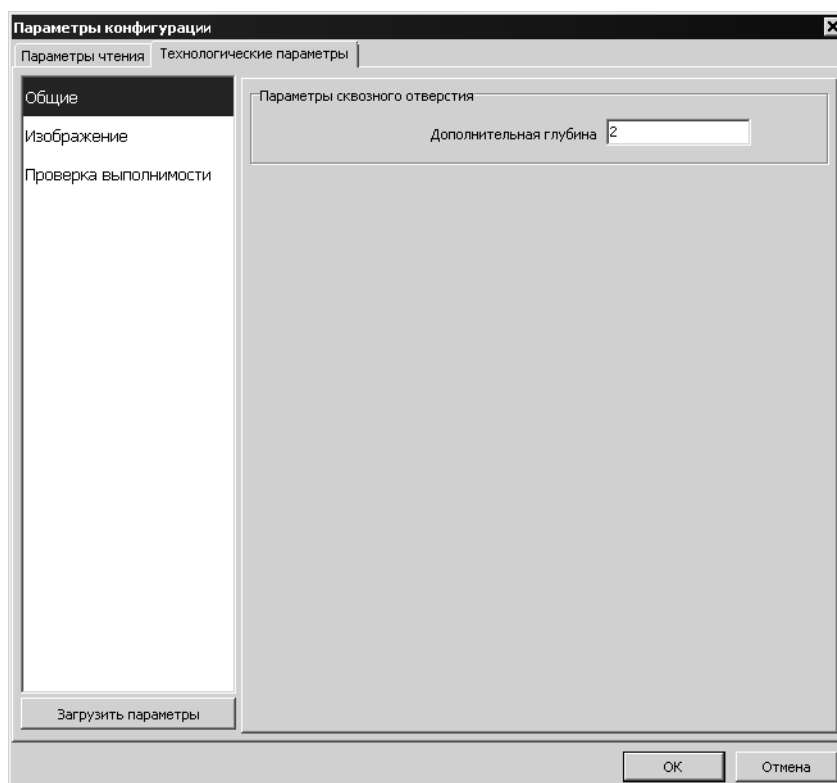 Параметры конфигурации
Параметры чтения
Технологические параметры
Общие
Изображение
Проверка выполнимости
Параметры сквозного отверстия
Дополнительная глубина 2
Загрузить параметры
ОК
Отмена